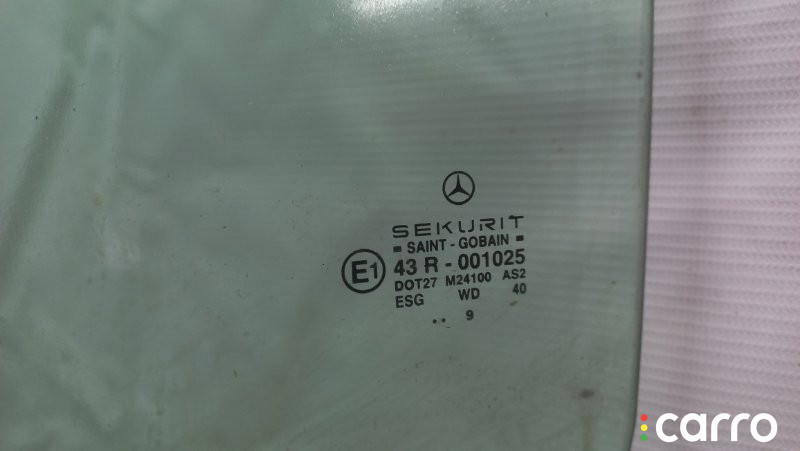 SEKURIT
SAINT - GOBAIN
E1 43 R - 001025
DOT27 M24100 AS2
ESG WD 40
.. 9
carro